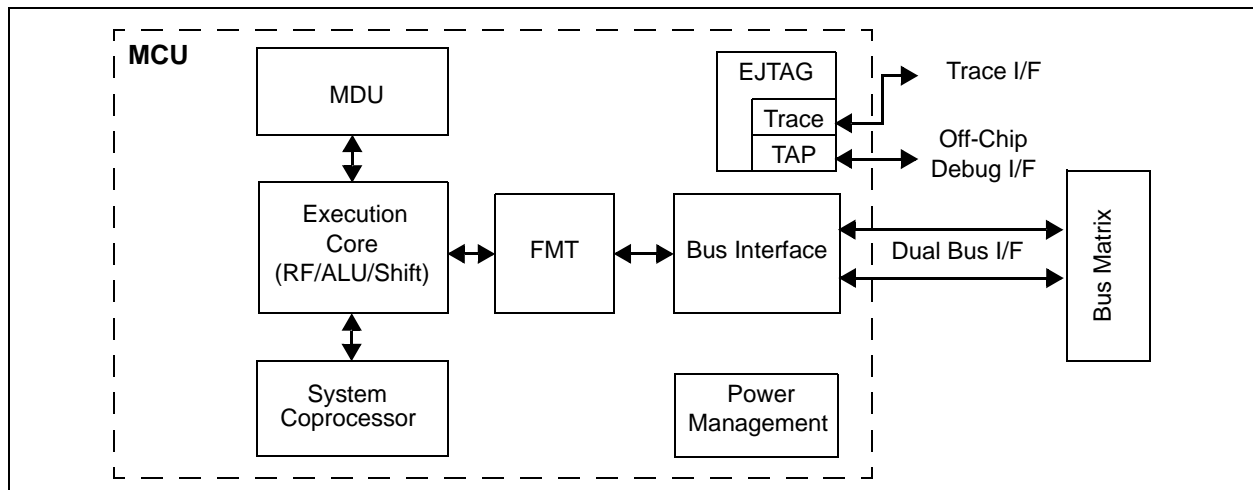 MCU
MDU
EJTAG
Trace
TAP
Trace I/F
Off-Chip
Debug I/F
Execution
Core
(RF/ALU/Shift)
FMT
Bus Interface
Dual Bus I/F
Bus Matrix
System
Coprocessor
Power
Management